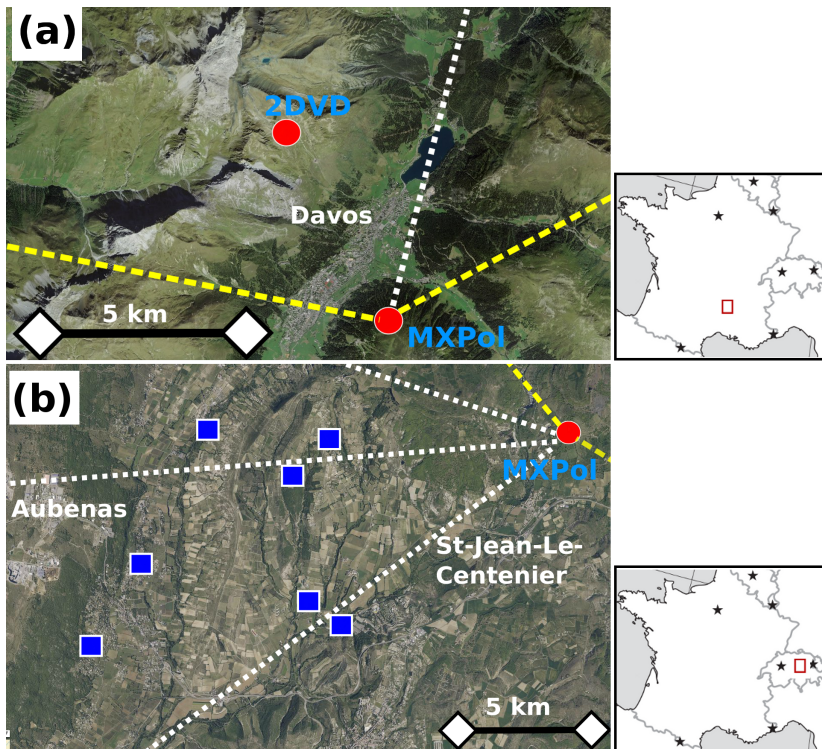 (a)
2DVD
Davos
5 km
MXPol
(b)
MXPol
Aubenas
St-Jean-Le-
Centenier
5 km